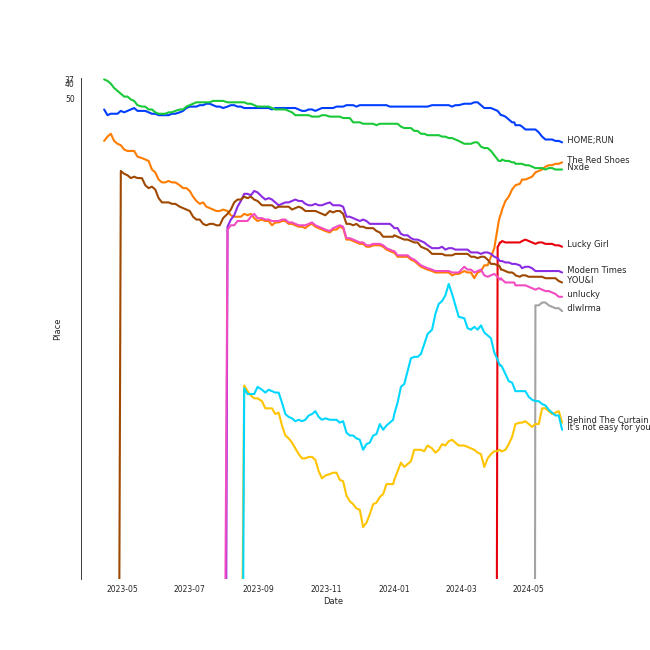 37
40
50
Place
HOME;RUN
The Red Shoes
Nxde
Lucky Girl
Modern Times
YOU&I
unlucky
dlwlrma
Behind The Curtain
It's not easy for you
2023-05 2023-07 2023-09 2023-11 2024-01 2024-03 2024-05
Date